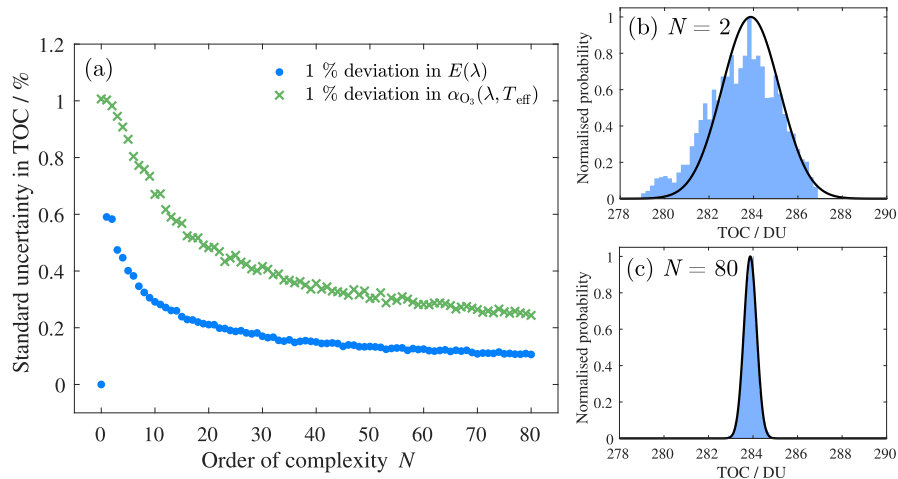 (a)
1 % deviation in E(λ)
1 % deviation in α_O₃(λ, T_eff)
Standard uncertainty in TOC / %
1.2
1
0.8
0.6
0.4
0.2
0
0 10 20 30 40 50 60 70 80
Order of complexity N
(b) N = 2
Normalised probability
1
0.8
0.6
0.4
0.2
0
278 280 282 284 286 288 290
TOC / DU
(c) N = 80
Normalised probability
1
0.8
0.6
0.4
0.2
0
278 280 282 284 286 288 290
TOC / DU